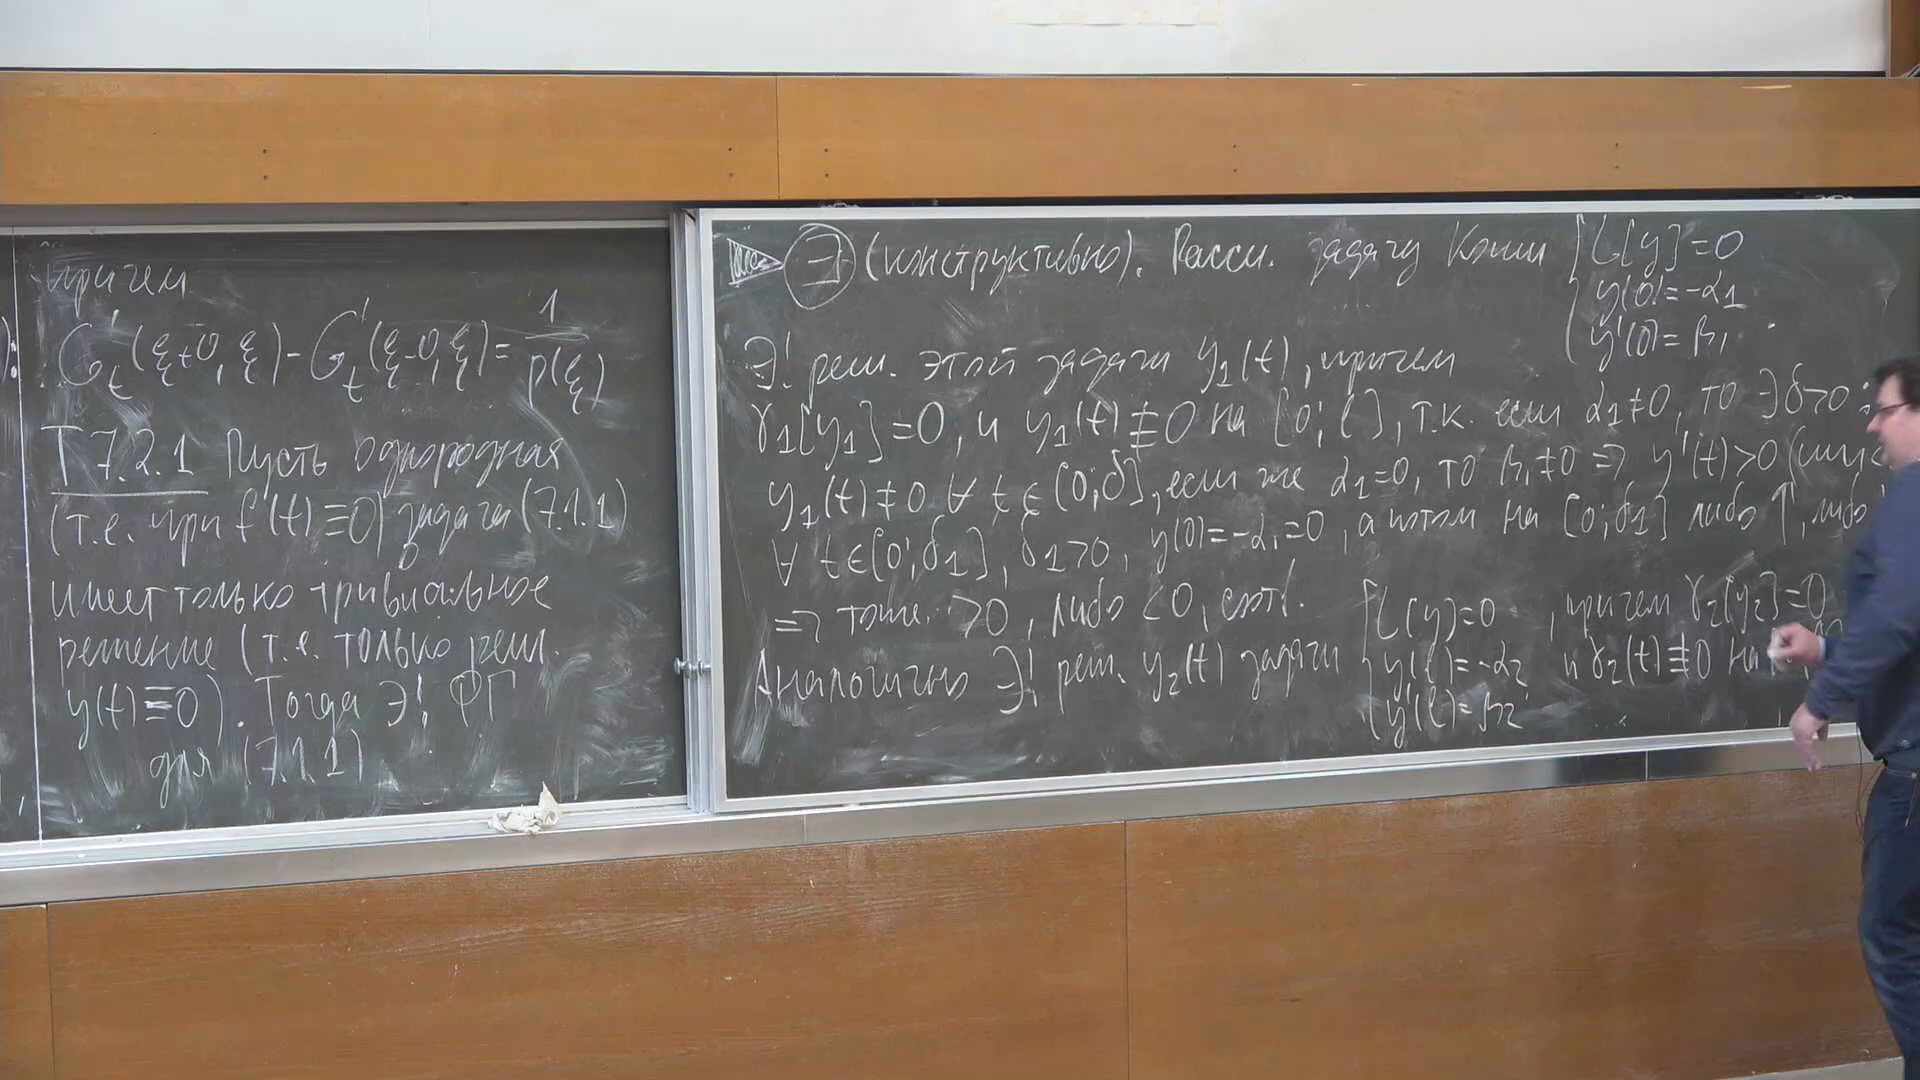 причем
G'ₜ(ξ+0, ξ) - G'ₜ(ξ-0, ξ) = 1/p(ξ)
Т 7.2.1 Пусть однородная
(т.е. при f(t)≡0) задача (7.1.1)
имеет только тривиальное
решение (т.е. только реш.
y(t)≡0). Тогда ∃! ФГ
для (7.1.1)
∃ (конструктивно). Рассм. задачу Коши { L[y]=0
y(0)=-α₁
y'(0)=β₁.
∃! реш. этой задачи y₁(t), причем
γ₁[y₁]=0, и y₁(t)≢0 на [0; l], т.к. если α₁≠0, то ∃δ>0:
y₁(t)≠0 ∀ t∈[0;δ], если же α₁=0, то β₁≠0 => y'(t)>0
∀ t∈[0;δ₁], δ₁>0, y(0)=-α₁=0, а потом на [0;δ₁] либо ↑, либо
=> тоже >0, либо <0, соотв.
Аналогично ∃! реш. y₂(t) задачи { L[y]=0
y(l)=-α₂
y'(l)=β₂
, причем γ₂[y₂]=0
и γ₂(t)≢0 на